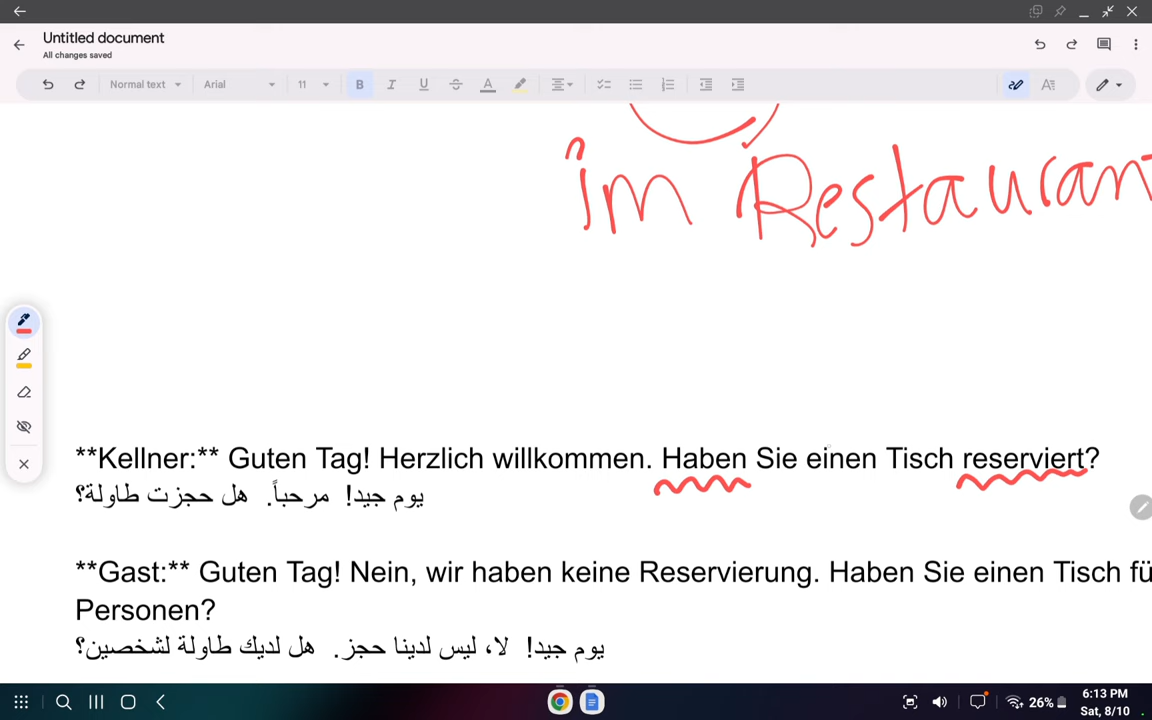 Untitled document
All changes saved
Normal text
Arial
11
im Restaurant
**Kellner:** Guten Tag! Herzlich willkommen. Haben Sie einen Tisch reserviert?
يوم جيد! مرحباً. هل حجزت طاولة؟
**Gast:** Guten Tag! Nein, wir haben keine Reservierung. Haben Sie einen Tisch fü
Personen?
يوم جيد! لا، ليس لدينا حجز. هل لديك طاولة لشخصين؟
26%
6:13 PM
Sat, 8/10